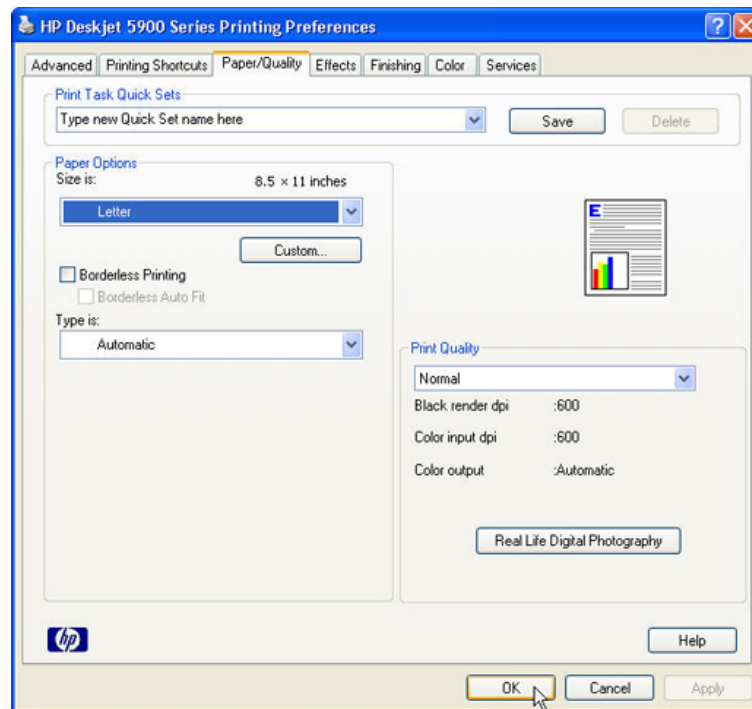 HP Deskjet 5900 Series Printing Preferences
Advanced Printing Shortcuts Paper/Quality Effects Finishing Color Services
Print Task Quick Sets
Type new Quick Set name here Save Delete
Paper Options
Size is: 8.5 × 11 inches
Letter
Custom...
E
Borderless Printing
Borderless Auto Fit
Type is:
Automatic
Print Quality
Normal
Black render dpi :600
Color input dpi :600
Color output :Automatic
Real Life Digital Photography
hp
Help
OK Cancel Apply